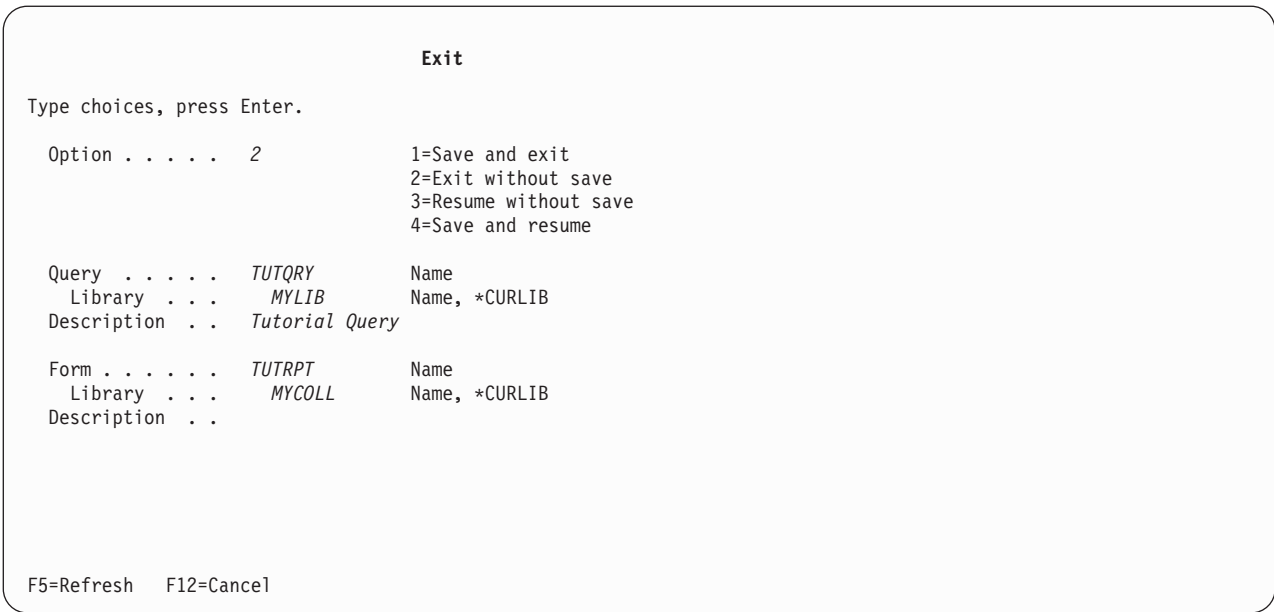 Exit
Type choices, press Enter.
Option . . . . . 2 1=Save and exit
2=Exit without save
3=Resume without save
4=Save and resume
Query . . . . . TUTQRY Name
Library . . . MYLIB Name, *CURLIB
Description . . Tutorial Query
Form . . . . . . TUTRPT Name
Library . . . MYCOLL Name, *CURLIB
Description . .
F5=Refresh F12=Cancel